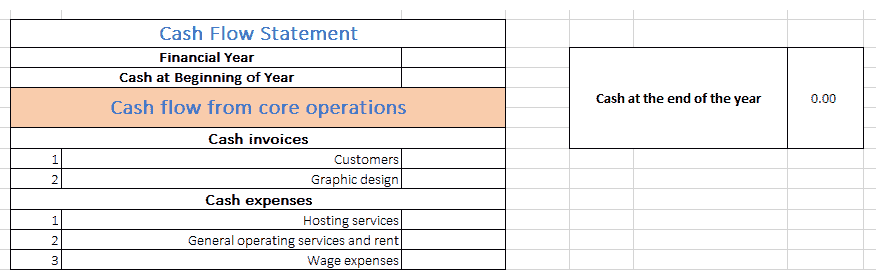 Cash Flow Statement
Financial Year
Cash at Beginning of Year
Cash at the end of the year 0.00
Cash flow from core operations
Cash invoices
1 Customers
2 Graphic design
Cash expenses
1 Hosting services
2 General operating services and rent
3 Wage expenses